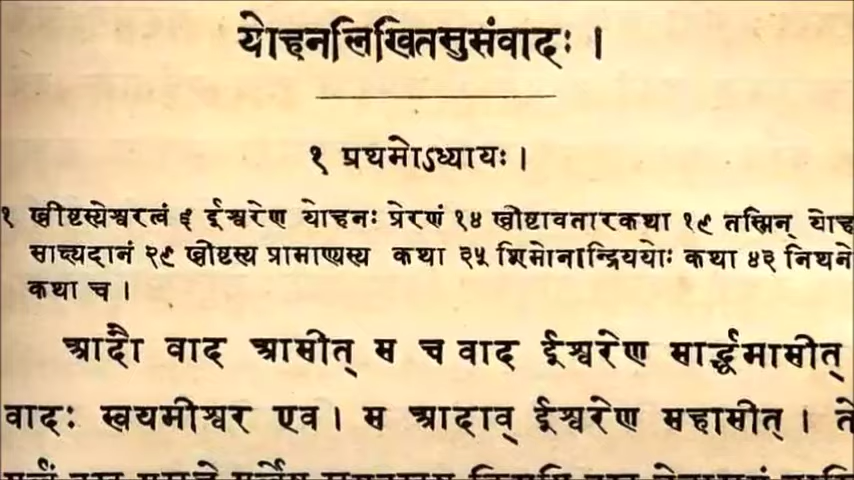 योहनलिखितसुसंवादः ।
१ प्रथमोऽध्यायः ।
१ ख्रीष्टस्येश्वरत्वं ६ ईश्वरेण योहनः प्रेरणं १४ ख्रीष्टावतारकथा १९ तस्मिन्
साक्ष्यदानं २९ ख्रीष्टस्य प्रामाण्यस्य कथा ३५ शिमोनान्द्रिययोः कथा ४३
कथा च ।
आदौ वाद आसीत् स च वाद ईश्वरेण सार्द्धमासीत्
वादः स्वयमीश्वर एव । स आदाव् ईश्वरेण सहासीत् ।